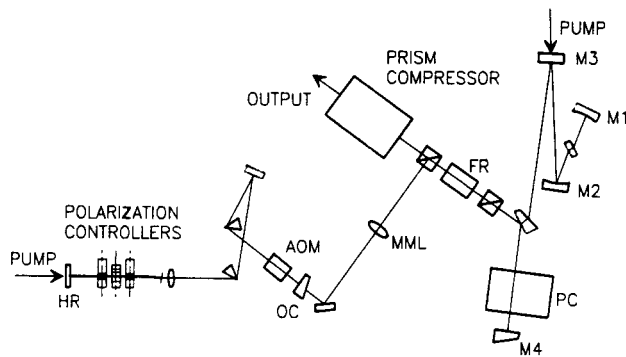 PUMP
M3
PRISM
COMPRESSOR
OUTPUT
M1
FR
M2
POLARIZATION
CONTROLLERS
AOM
MML
PUMP
HR
OC
PC
M4